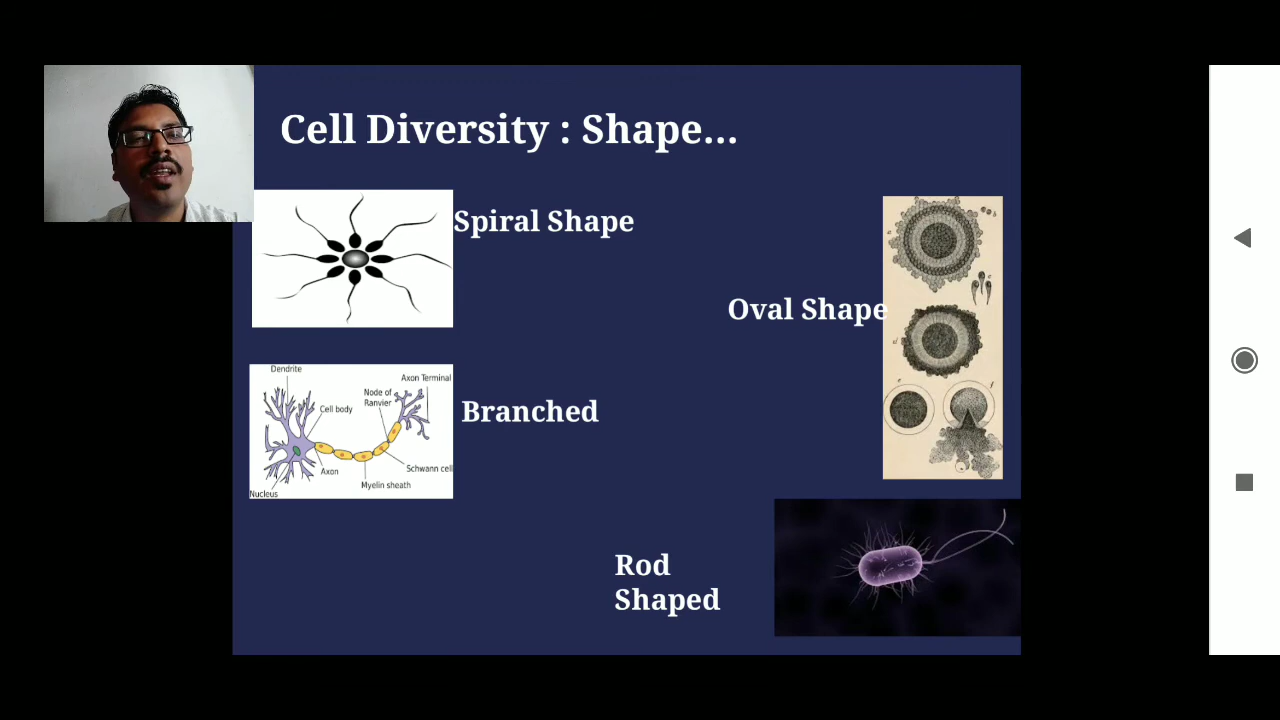 Cell Diversity : Shape...
Spiral Shape
Oval Shape
Dendrite
Axon Terminal
Node of
Ranvier
Cell body
Branched
Axon
Schwann cell
Myelin sheath
Nucleus
Rod
Shaped